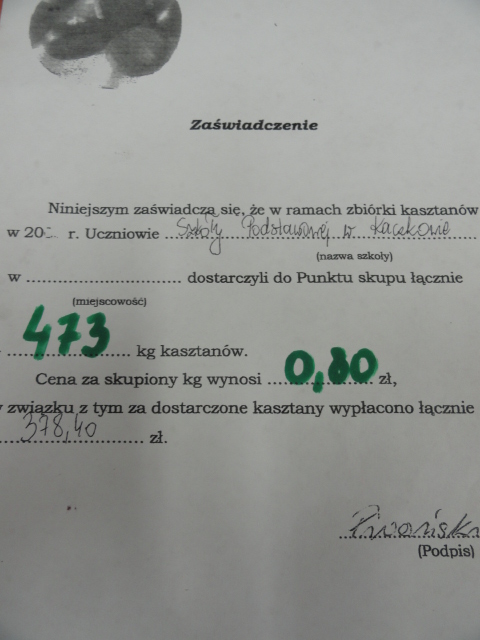 Zaświadczenie
Niniejszym zaświadcza się, że w ramach zbiórki kasztanów
w 20 r. Uczniowie Szkoły Podstawowej w
(nazwa szkoły)
w .............................. dostarczyli do Punktu skupu łącznie
(miejscowość)
473 kg kasztanów.
Cena za skupiony kg wynosi 0,80 zł,
związku z tym za dostarczone kasztany wypłacono łącznie
378,40 zł.
(Podpis)